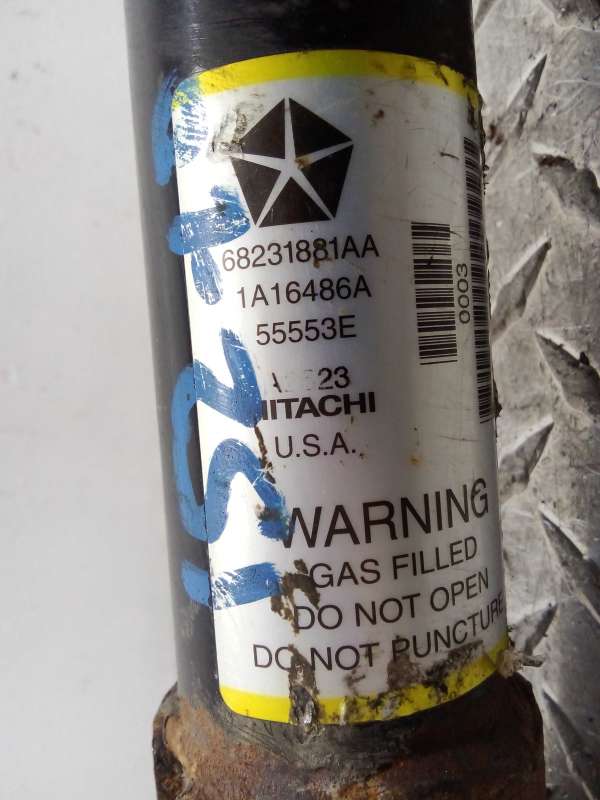 68231881AA
1A16486A
55553E
HITACHI
U.S.A.
WARNING
GAS FILLED
DO NOT OPEN
DO NOT PUNCTURE
0003